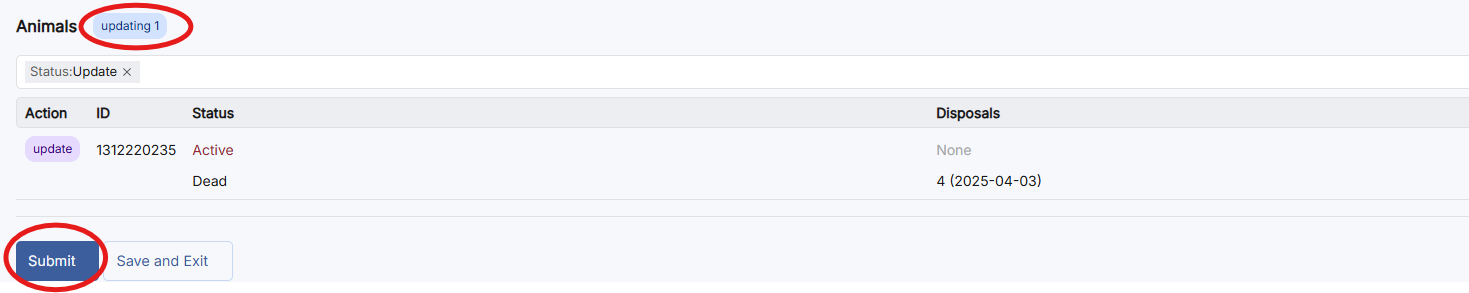 Animals updating 1
Status:Update ×
Action ID Status Disposals
update 1312220235 Active None
Dead 4 (2025-04-03)
Submit Save and Exit